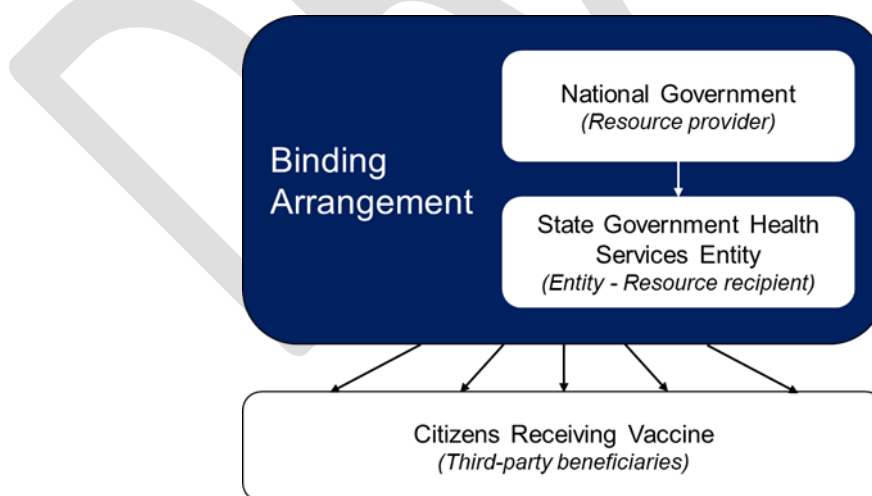 National Government
(Resource provider)
Binding
Arrangement
State Government Health
Services Entity
(Entity - Resource recipient)
Citizens Receiving Vaccine
(Third-party beneficiaries)